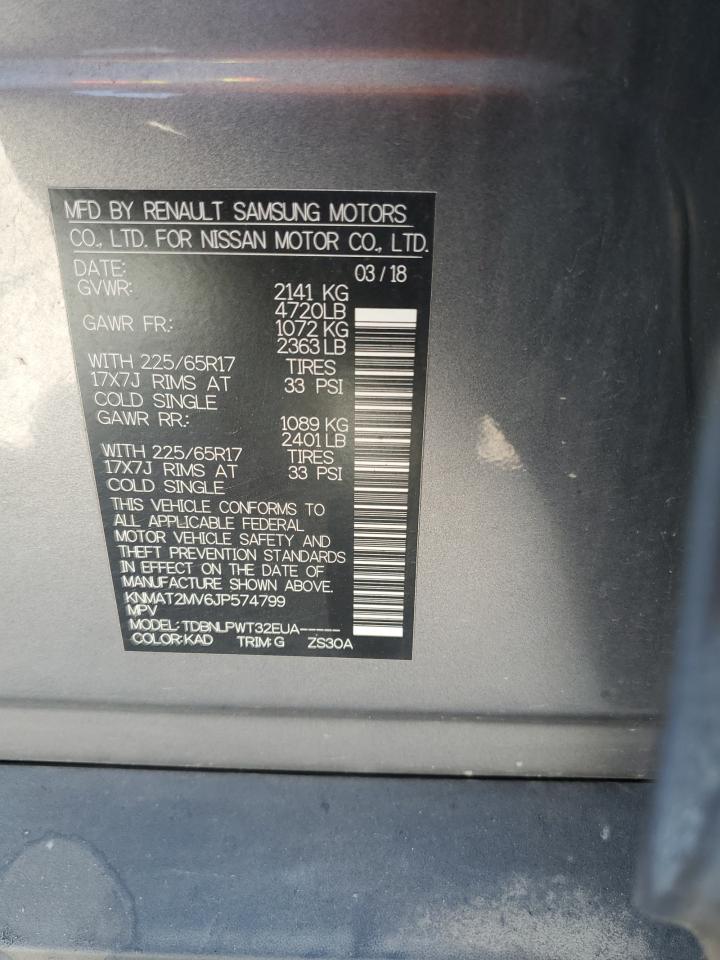 MFD BY RENAULT SAMSUNG MOTORS
CO., LTD. FOR NISSAN MOTOR CO., LTD.
DATE: 03/18
GVWR: 2141 KG
4720LB
GAWR FR: 1072 KG
2363 LB
WITH 225/65R17 TIRES
17X7J RIMS AT 33 PSI
COLD SINGLE
GAWR RR: 1089 KG
2401 LB
WITH 225/65R17 TIRES
17X7J RIMS AT 33 PSI
COLD SINGLE
THIS VEHICLE CONFORMS TO
ALL APPLICABLE FEDERAL
MOTOR VEHICLE SAFETY AND
THEFT PREVENTION STANDARDS
IN EFFECT ON THE DATE OF
MANUFACTURE SHOWN ABOVE.
KNMAT2MV6JP574799
MPV
MODEL: TDBNLPWT32EUA-----
COLOR: KAD TRIM: G ZS30A